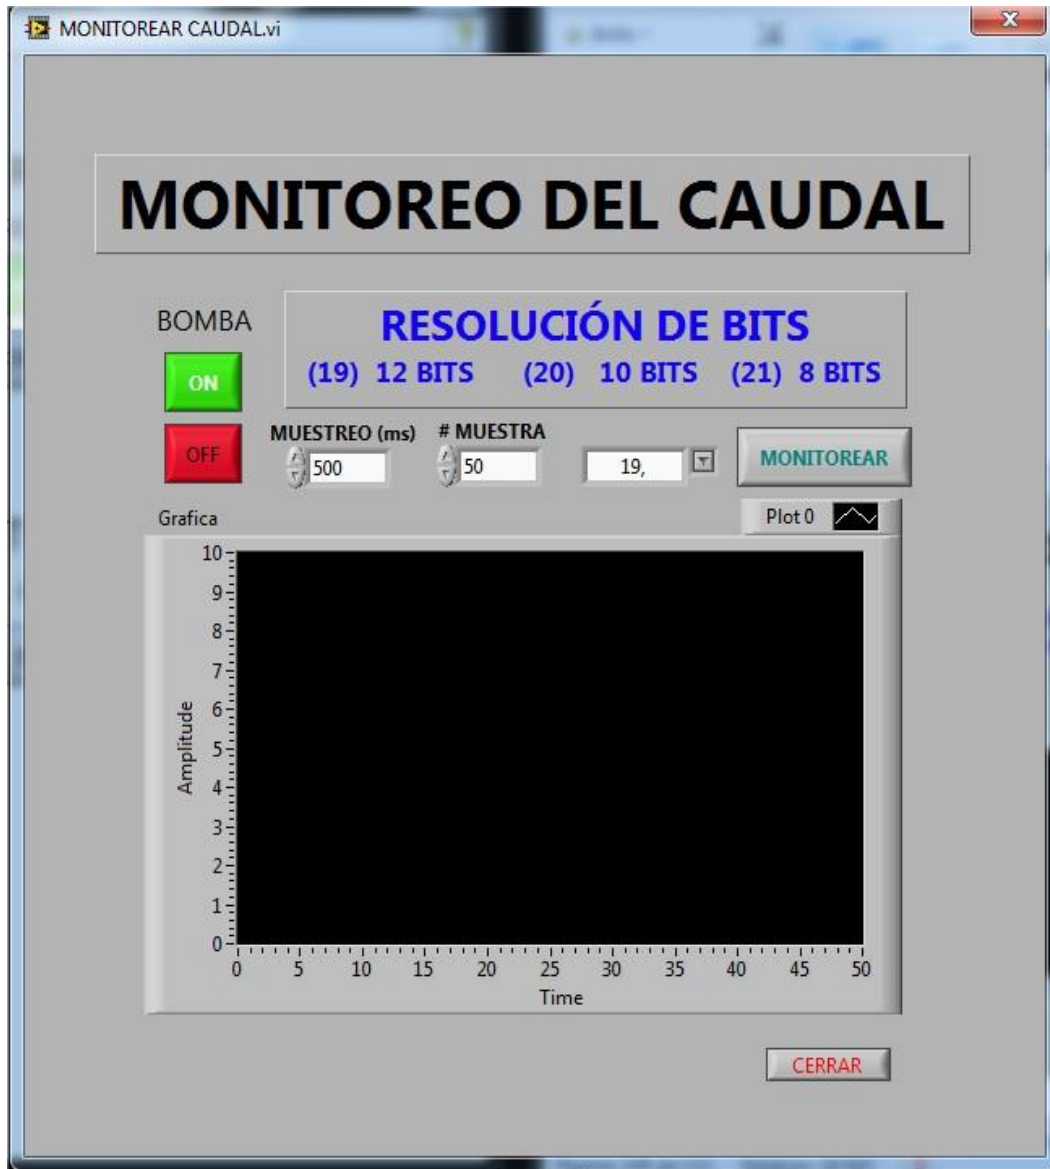 MONITOREAR CAUDAL.vi
x
MONITOREO DEL CAUDAL
BOMBA
RESOLUCIÓN DE BITS
(19) 12 BITS (20) 10 BITS (21) 8 BITS
ON
OFF
MUESTREO (ms) # MUESTRA
500 50 19, MONITOREAR
Grafica Plot 0
10
9
8
7
6
5
4
3
2
1
0
Amplitude
0 5 10 15 20 25 30 35 40 45 50
Time
CERRAR